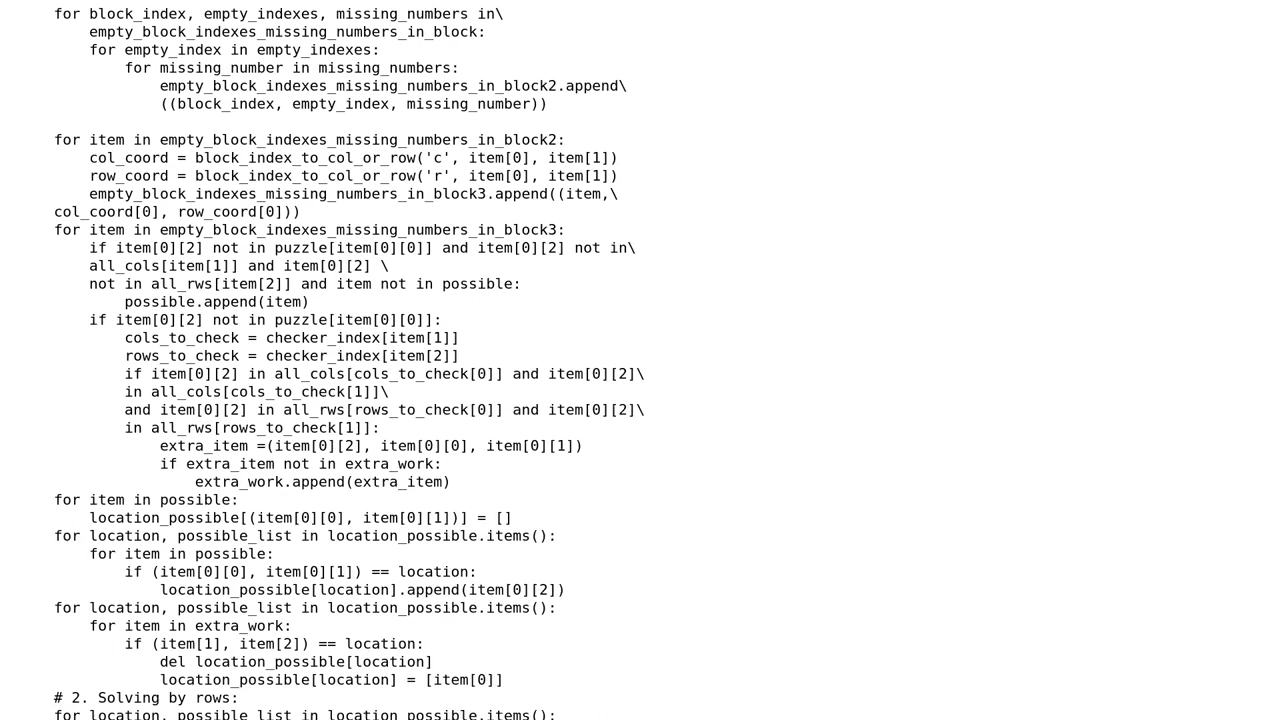 for block_index, empty_indexes, missing_numbers in\
    empty_block_indexes_missing_numbers_in_block:
    for empty_index in empty_indexes:
        for missing_number in missing_numbers:
            empty_block_indexes_missing_numbers_in_block2.append\
            ((block_index, empty_index, missing_number))

for item in empty_block_indexes_missing_numbers_in_block2:
    col_coord = block_index_to_col_or_row('c', item[0], item[1])
    row_coord = block_index_to_col_or_row('r', item[0], item[1])
    empty_block_indexes_missing_numbers_in_block3.append((item,\
col_coord[0], row_coord[0]))
for item in empty_block_indexes_missing_numbers_in_block3:
    if item[0][2] not in puzzle[item[0][0]] and item[0][2] not in\
    all_cols[item[1]] and item[0][2] \
    not in all_rws[item[2]] and item not in possible:
        possible.append(item)
    if item[0][2] not in puzzle[item[0][0]]:
        cols_to_check = checker_index[item[1]]
        rows_to_check = checker_index[item[2]]
        if item[0][2] in all_cols[cols_to_check[0]] and item[0][2]\
        in all_cols[cols_to_check[1]]\
        and item[0][2] in all_rws[rows_to_check[0]] and item[0][2]\
        in all_rws[rows_to_check[1]]:
            extra_item =(item[0][2], item[0][0], item[0][1])
            if extra_item not in extra_work:
                extra_work.append(extra_item)
for item in possible:
    location_possible[(item[0][0], item[0][1])] = []
for location, possible_list in location_possible.items():
    for item in possible:
        if (item[0][0], item[0][1]) == location:
            location_possible[location].append(item[0][2])
for location, possible_list in location_possible.items():
    for item in extra_work:
        if (item[1], item[2]) == location:
            del location_possible[location]
            location_possible[location] = [item[0]]
# 2. Solving by rows:
for location, possible_list in location_possible.items():